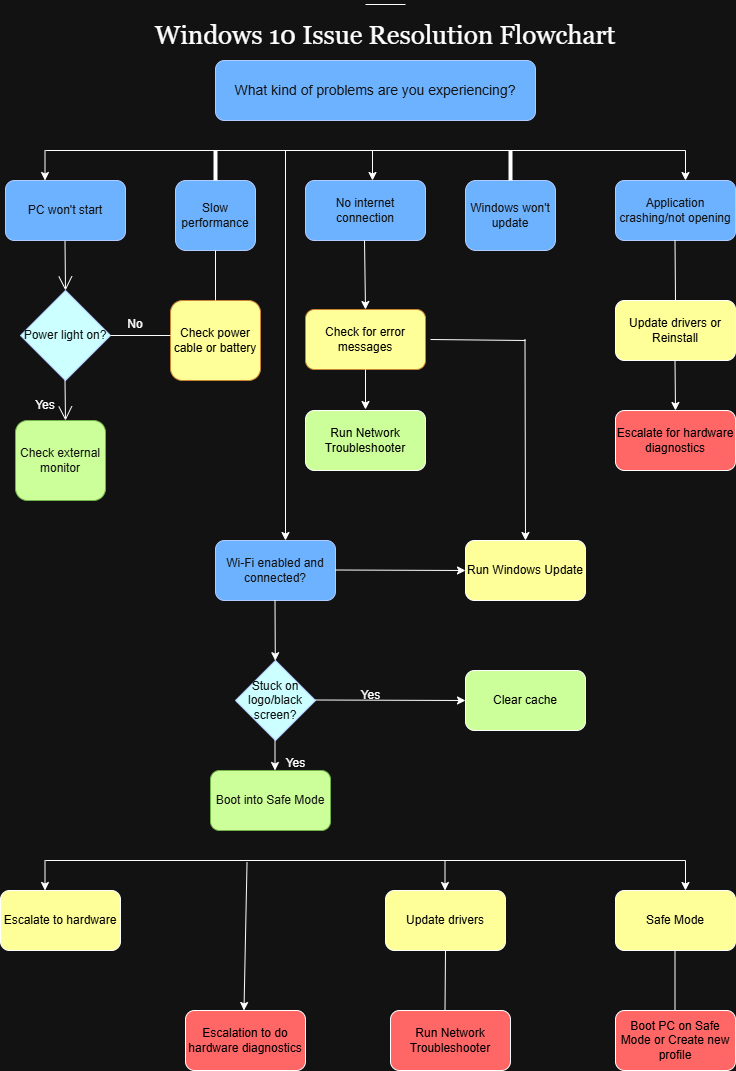 Windows 10 Issue Resolution Flowchart
What kind of problems are you experiencing?
PC won't start
Slow
performance
No internet
connection
Windows won't
update
Application
crashing/not opening
Power light on?
No
Check power
cable or battery
Check for error
messages
Update drivers or
Reinstall
Yes
Check external
monitor
Run Network
Troubleshooter
Escalate for hardware
diagnostics
Wi-Fi enabled and
connected?
Run Windows Update
Stuck on
logo/black
screen?
Yes
Clear cache
Yes
Boot into Safe Mode
Escalate to hardware
Update drivers
Safe Mode
Escalation to do
hardware diagnostics
Run Network
Troubleshooter
Boot PC on Safe
Mode or Create new
profile